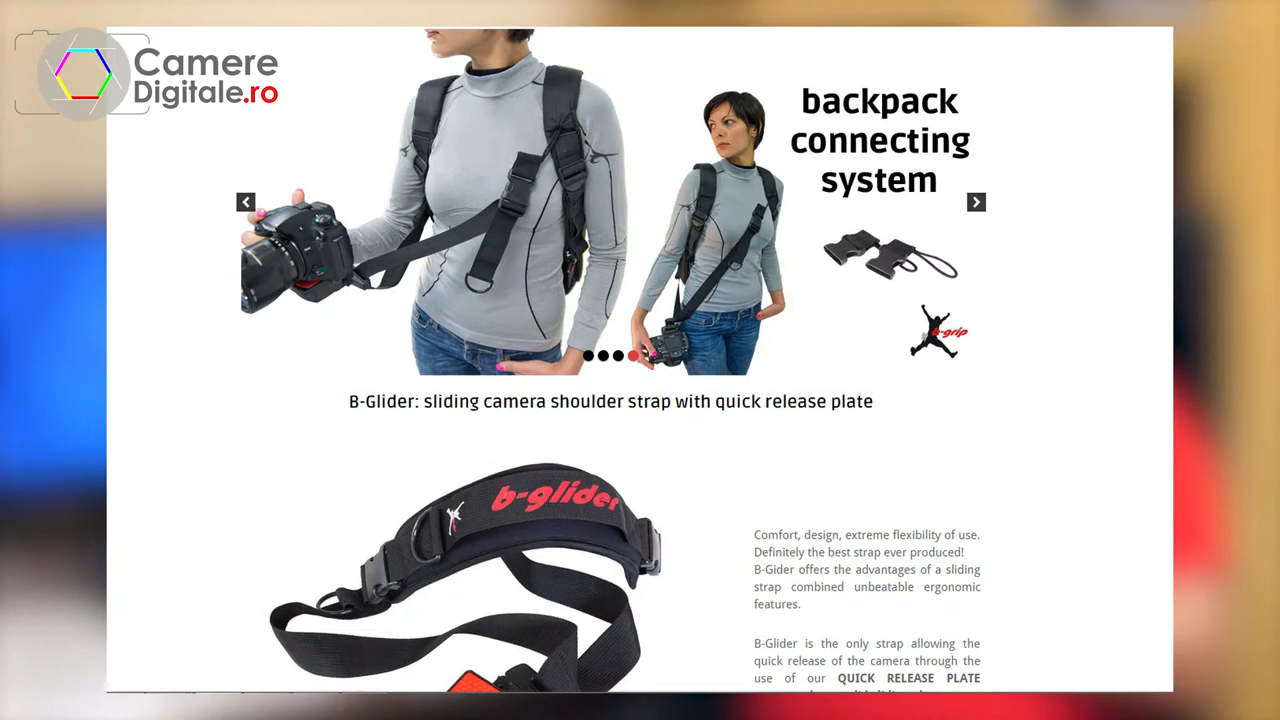 Camere
Digitale.ro
backpack
connecting
system
b-grip
B-Glider: sliding camera shoulder strap with quick release plate
b-glider
Comfort, design, extreme flexibility of use.
Definitely the best strap ever produced!
B-Gider offers the advantages of a sliding
strap combined unbeatable ergonomic
features.
B-Glider is the only strap allowing the
quick release of the camera through the
use of our QUICK RELEASE PLATE